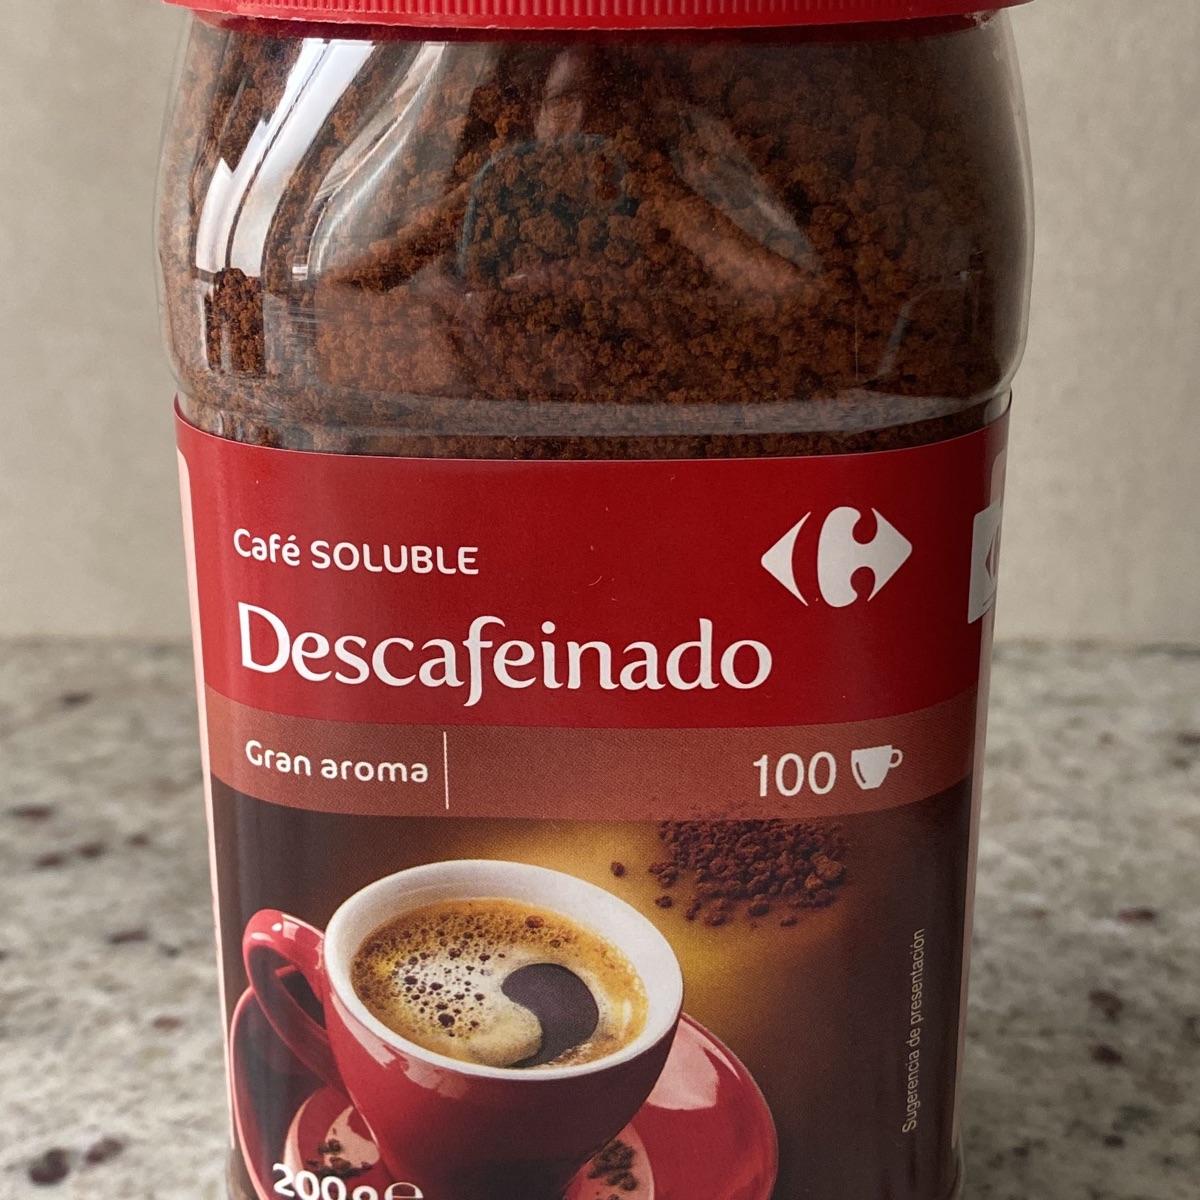 Café SOLUBLE
Descafeinado
Gran aroma
100
Sugerencia de presentación
200g℮